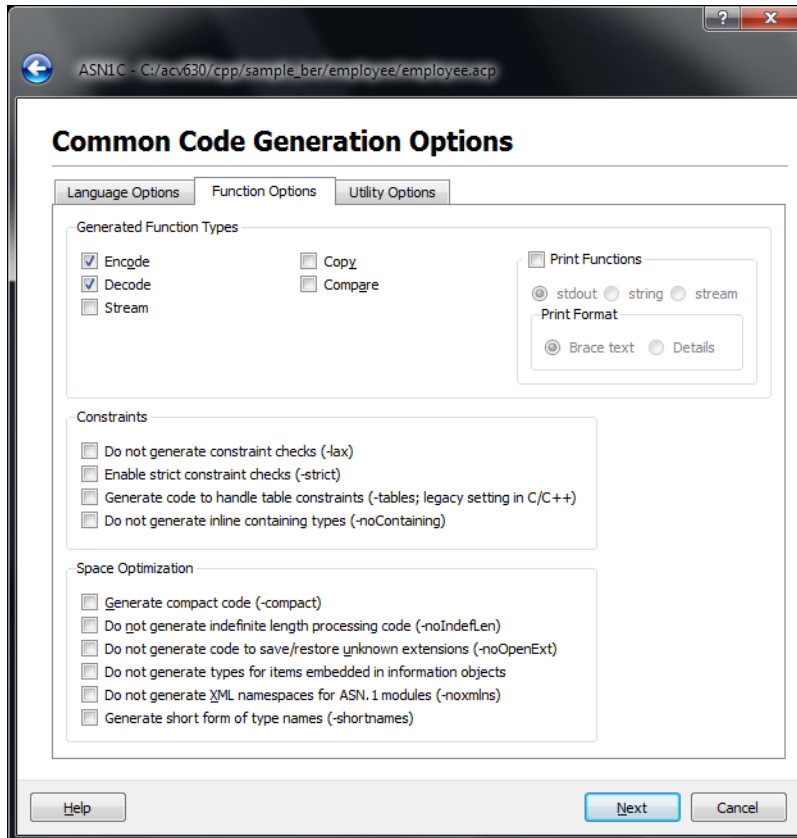 ?
X
ASN1C - C:/acv630/cpp/sample_ber/employee/employee.acp
Common Code Generation Options
Language Options
Function Options
Utility Options
Generated Function Types
Encode
Copy
Print Functions
Decode
Compare
stdout
string
stream
Stream
Print Format
Brace text
Details
Constraints
Do not generate constraint checks (-lax)
Enable strict constraint checks (-strict)
Generate code to handle table constraints (-tables; legacy setting in C/C++)
Do not generate inline containing types (-noContaining)
Space Optimization
Generate compact code (-compact)
Do not generate indefinite length processing code (-noIndefLen)
Do not generate code to save/restore unknown extensions (-noOpenExt)
Do not generate types for items embedded in information objects
Do not generate XML namespaces for ASN.1 modules (-noxmlns)
Generate short form of type names (-shortnames)
Help
Next
Cancel